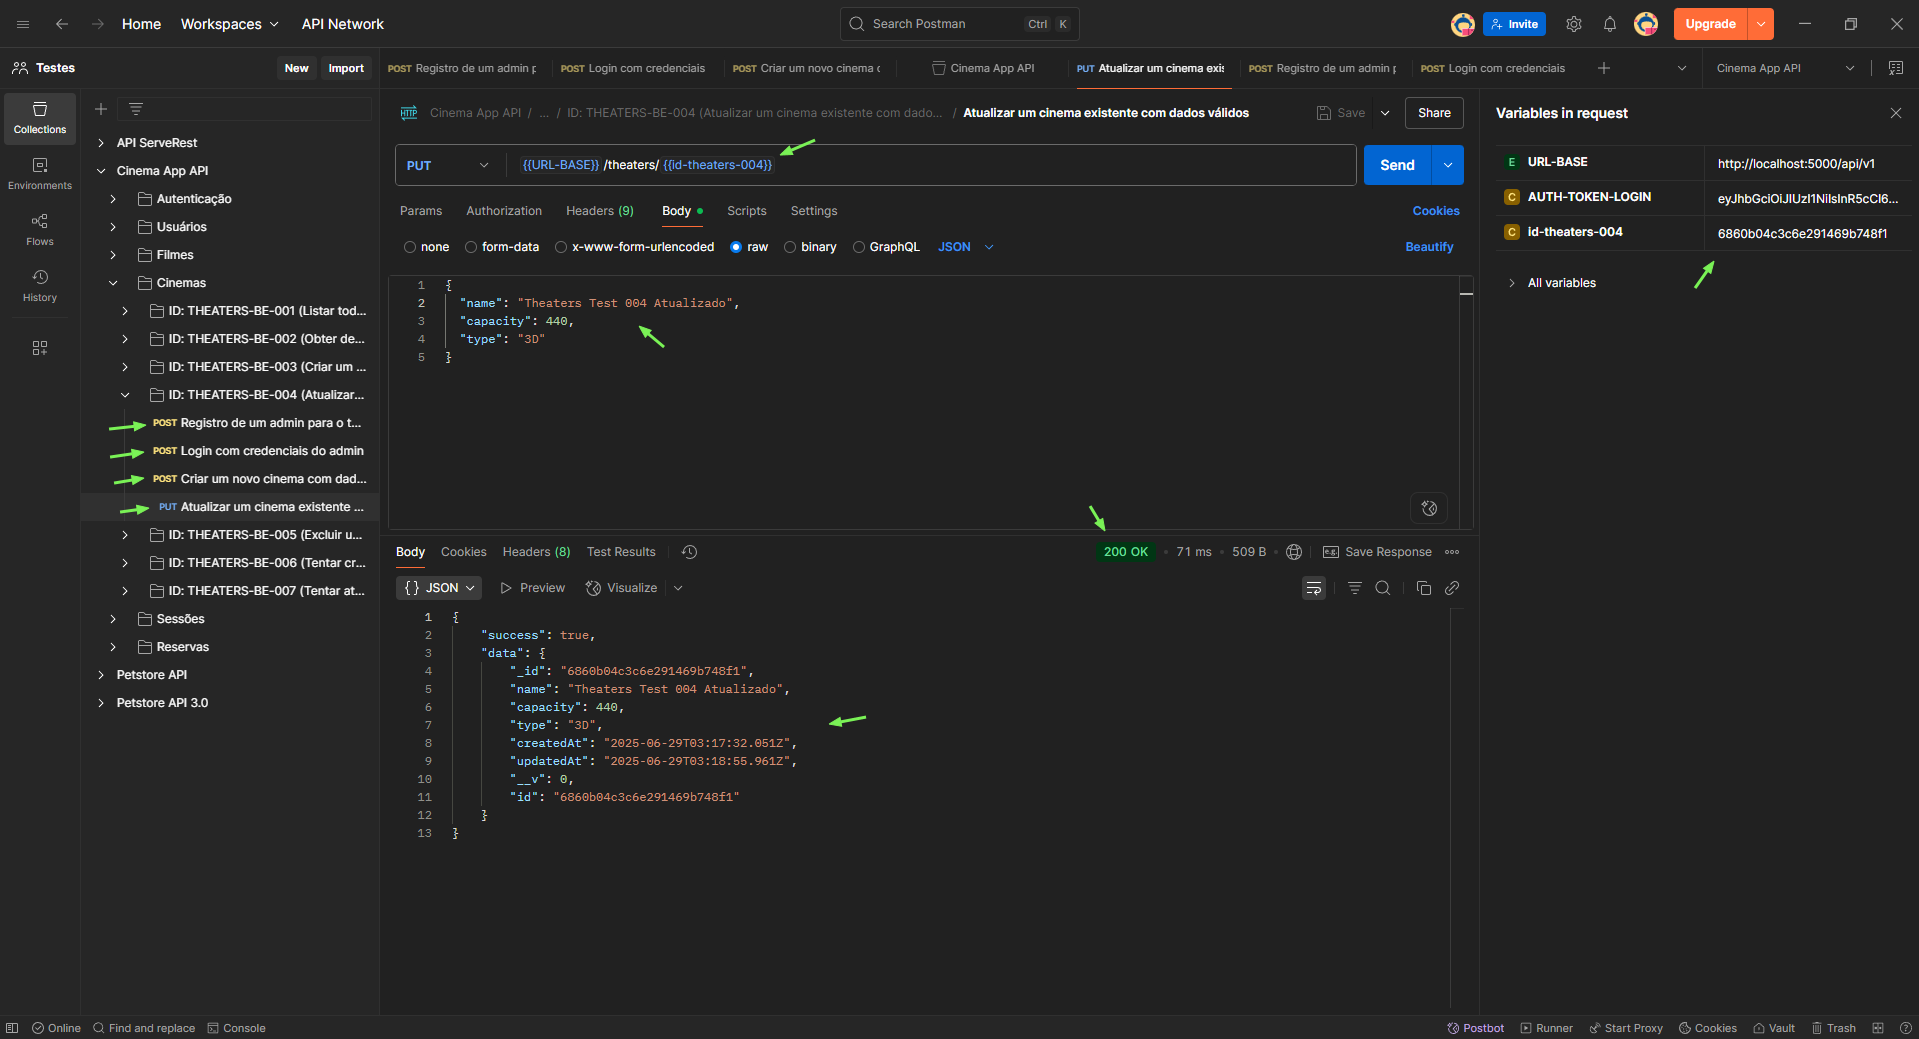 Home Workspaces API Network Search Postman Ctrl K Invite Upgrade
Testes New Import POST Registro de um admin p POST Login com credenciais POST Criar um novo cinema c Cinema App API PUT Atualizar um cinema exis POST Registro de um admin p POST Login com credenciais Cinema App API
Collections
Environments
Flows
History
API ServeRest
Cinema App API
Autenticação
Usuários
Filmes
Cinemas
ID: THEATERS-BE-001 (Listar tod...
ID: THEATERS-BE-002 (Obter de...
ID: THEATERS-BE-003 (Criar um ...
ID: THEATERS-BE-004 (Atualizar...
POST Registro de um admin para o t...
POST Login com credenciais do admin
POST Criar um novo cinema com dad...
PUT Atualizar um cinema existente ...
ID: THEATERS-BE-005 (Excluir u...
ID: THEATERS-BE-006 (Tentar cr...
ID: THEATERS-BE-007 (Tentar at...
Sessões
Reservas
Petstore API
Petstore API 3.0
HTTP Cinema App API / ... / ID: THEATERS-BE-004 (Atualizar um cinema existente com dado... / Atualizar um cinema existente com dados válidos Save Share
PUT {{URL-BASE}} /theaters/ {{id-theaters-004}} Send
Params Authorization Headers (9) Body Scripts Settings Cookies
none form-data x-www-form-urlencoded raw binary GraphQL JSON Beautify
1 {
2 "name": "Theaters Test 004 Atualizado",
3 "capacity": 440,
4 "type": "3D"
5 }
Body Cookies Headers (8) Test Results 200 OK • 71 ms • 509 B e.g. Save Response
{} JSON Preview Visualize
1 {
2 "success": true,
3 "data": {
4 "_id": "6860b04c3c6e291469b748f1",
5 "name": "Theaters Test 004 Atualizado",
6 "capacity": 440,
7 "type": "3D",
8 "createdAt": "2025-06-29T03:17:32.051Z",
9 "updatedAt": "2025-06-29T03:18:55.961Z",
10 "__v": 0,
11 "id": "6860b04c3c6e291469b748f1"
12 }
13 }
Variables in request
E URL-BASE http://localhost:5000/api/v1
C AUTH-TOKEN-LOGIN eyJhbGciOiJIUzI1NiIsInR5cCI6...
C id-theaters-004 6860b04c3c6e291469b748f1
All variables
Online Find and replace Console Postbot Runner Start Proxy Cookies Vault Trash